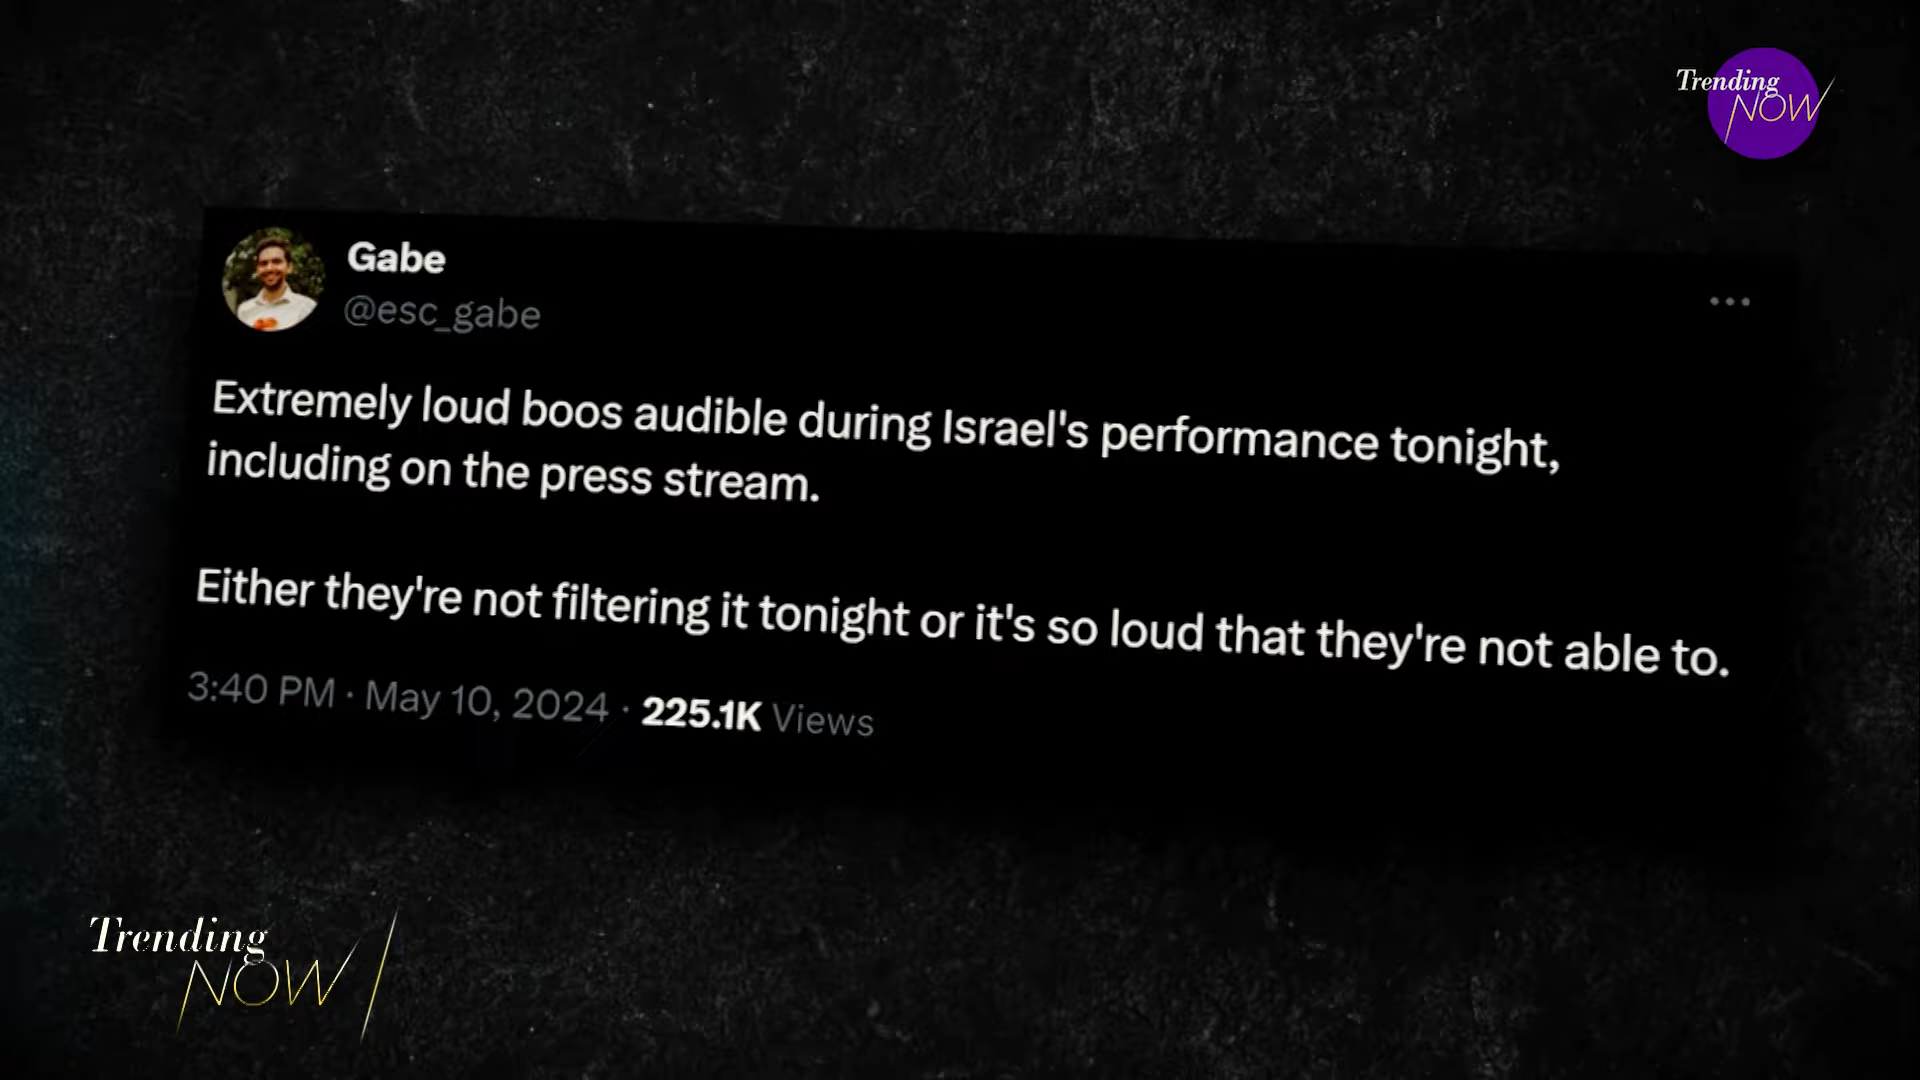 Trending
NOW
Gabe
@esc_gabe
Extremely loud boos audible during Israel's performance tonight,
including on the press stream.
Either they're not filtering it tonight or it's so loud that they're not able to.
3:40 PM · May 10, 2024 · 225.1K Views
Trending
NOW